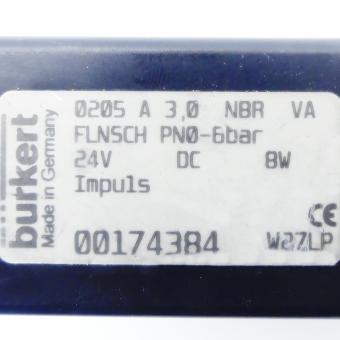 burkert
Made in Germany
0205 A 3,0 NBR VA
FLNSCH PN0-6bar
24V DC 8W
Impuls
CE
00174384 W27LP